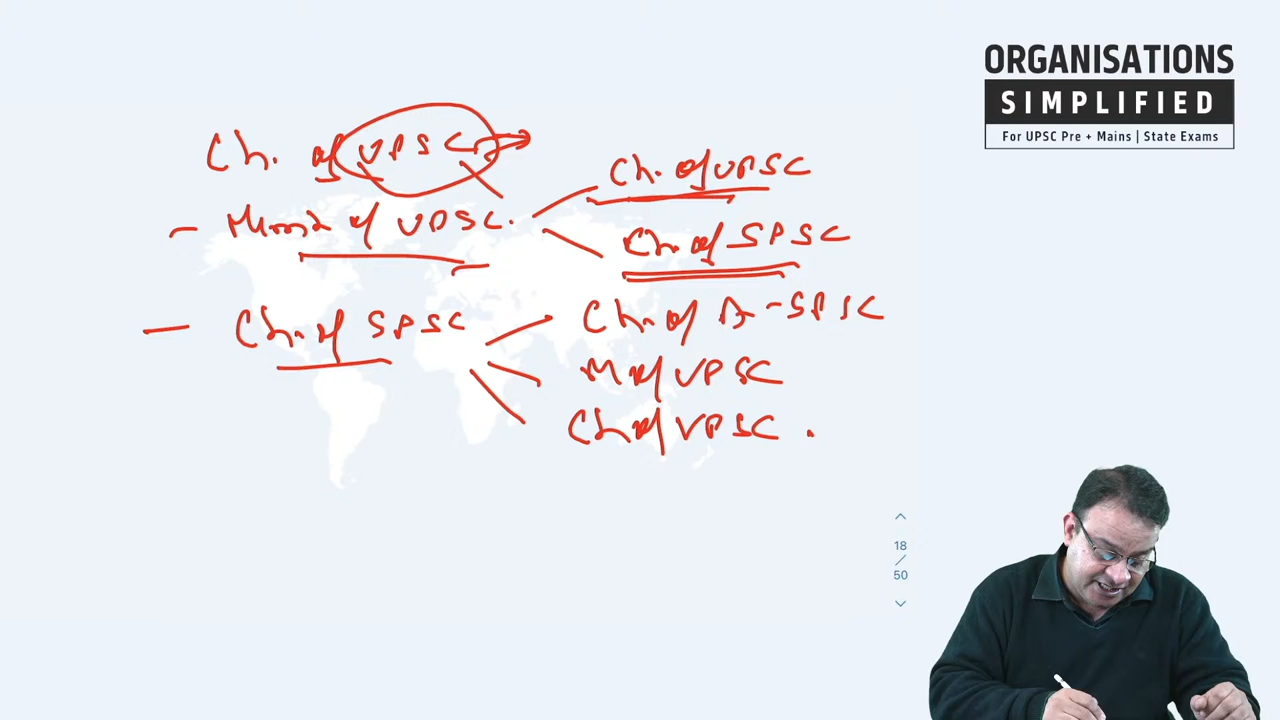 ORGANISATIONS
SIMPLIFIED
For UPSC Pre + Mains | State Exams
Ch. of UPSC
Ch. of UPSC
- of UPSC.
Ch. of SPSC
- Ch. of SPSC
Ch. of A-SPSC
M of UPSC
Ch of UPSC.
18
/
50